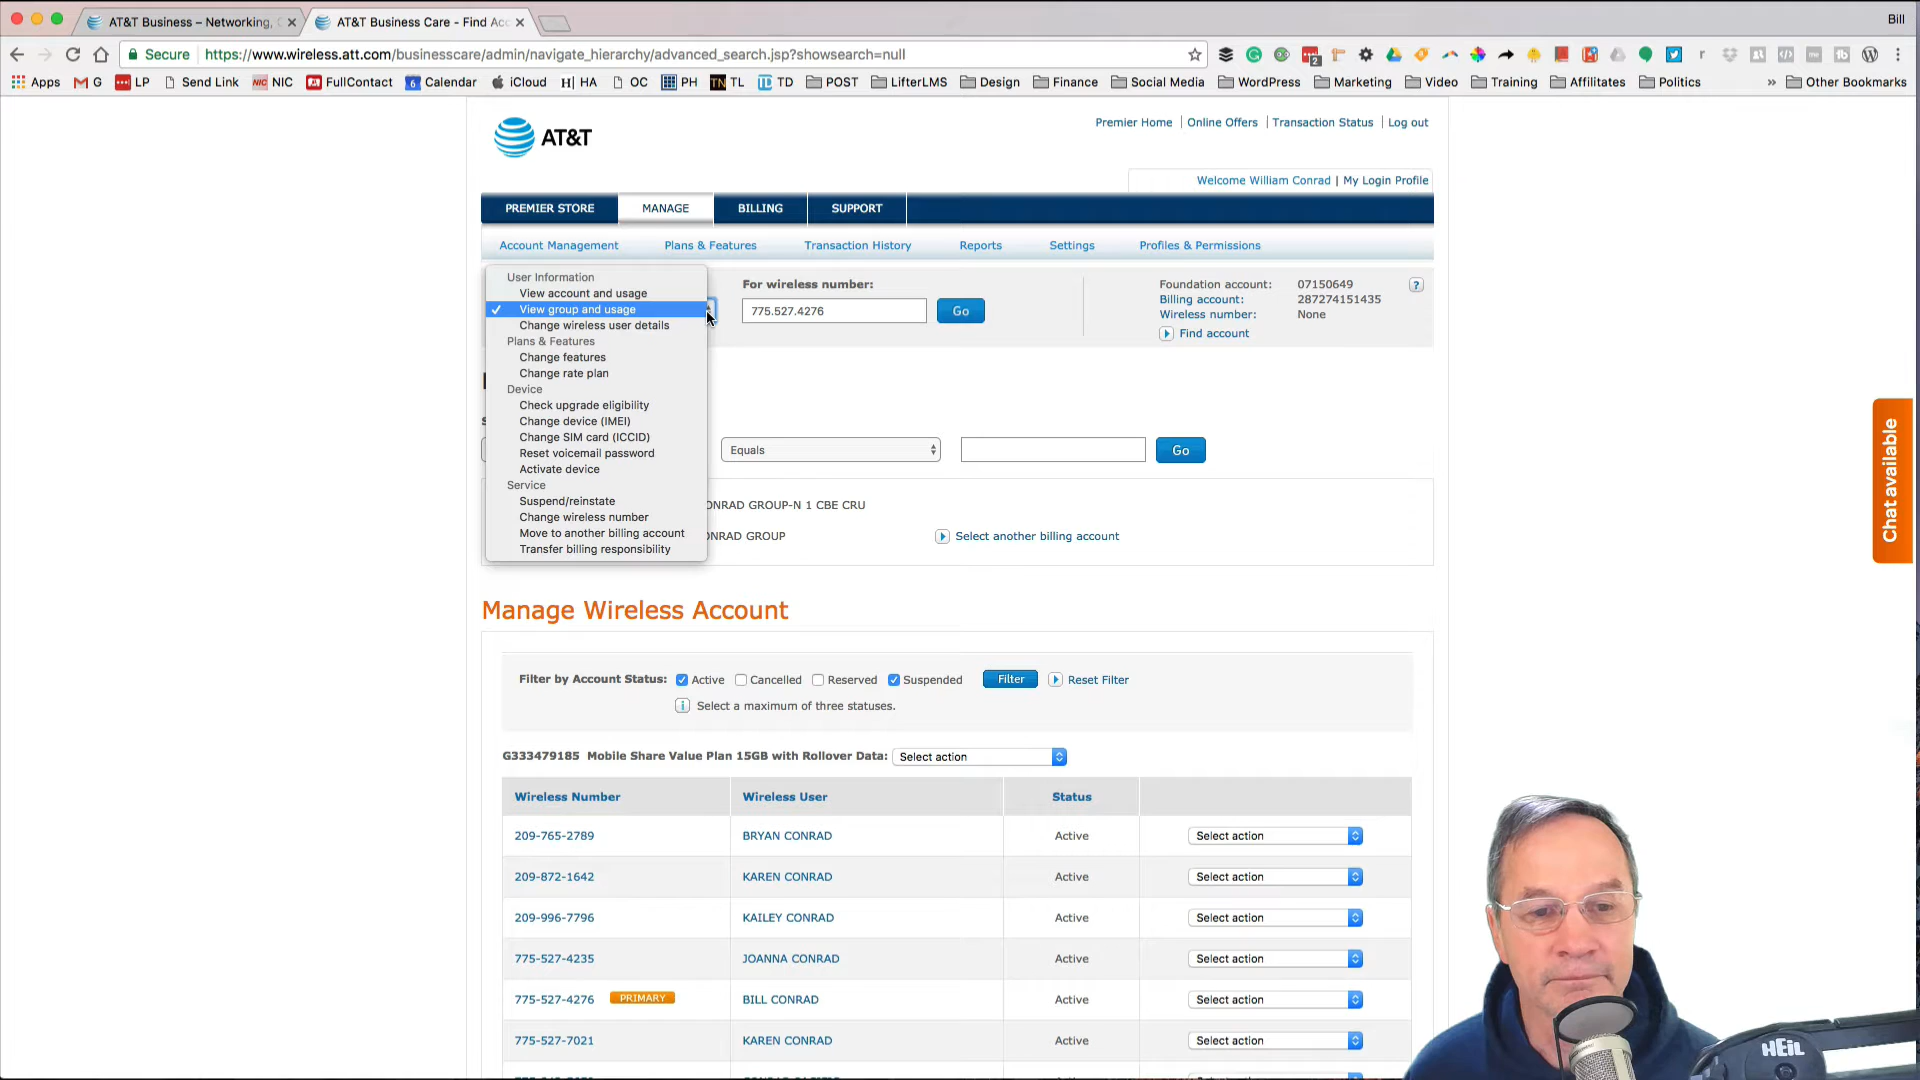 AT&T Business – Networking, C
AT&T Business Care - Find Acc
Bill
Secure https://www.wireless.att.com/businesscare/admin/navigate_hierarchy/advanced_search.jsp?showsearch=null
Apps G LP Send Link NIC NIC FullContact Calendar iCloud H| HA OC PH TN TL TD POST LifterLMS Design Finance Social Media WordPress Marketing Video Training Affilitates Politics » Other Bookmarks
AT&T
Premier Home Online Offers Transaction Status Log out
Welcome William Conrad | My Login Profile
PREMIER STORE MANAGE BILLING SUPPORT
Account Management Plans & Features Transaction History Reports Settings Profiles & Permissions
User Information
View account and usage
✓ View group and usage
Change wireless user details
Plans & Features
Change features
Change rate plan
Device
Check upgrade eligibility
Change device (IMEI)
Change SIM card (ICCID)
Reset voicemail password
Activate device
Service
Suspend/reinstate
Change wireless number
Move to another billing account
Transfer billing responsibility
For wireless number:
775.527.4276 Go
Foundation account: 07150649 ?
Billing account: 287274151435
Wireless number: None
Find account
Equals Go
ONRAD GROUP-N 1 CBE CRU
ONRAD GROUP Select another billing account
Chat available
Manage Wireless Account
Filter by Account Status: Active Cancelled Reserved Suspended Filter Reset Filter
i Select a maximum of three statuses.
G333479185 Mobile Share Value Plan 15GB with Rollover Data: Select action
Wireless Number Wireless User Status
209-765-2789 BRYAN CONRAD Active Select action
209-872-1642 KAREN CONRAD Active Select action
209-996-7796 KAILEY CONRAD Active Select action
775-527-4235 JOANNA CONRAD Active Select action
775-527-4276 PRIMARY BILL CONRAD Active Select action
775-527-7021 KAREN CONRAD Active Select action
HEiL